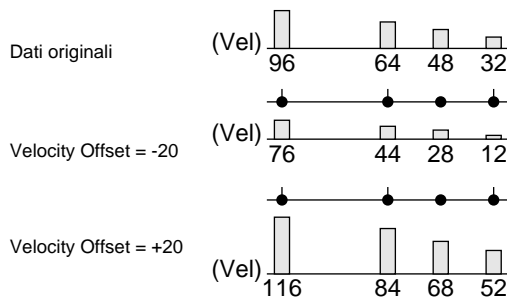 Dati originali
(Vel)
96 64 48 32
Velocity Offset = -20
(Vel)
76 44 28 12
Velocity Offset = +20
(Vel)
116 84 68 52